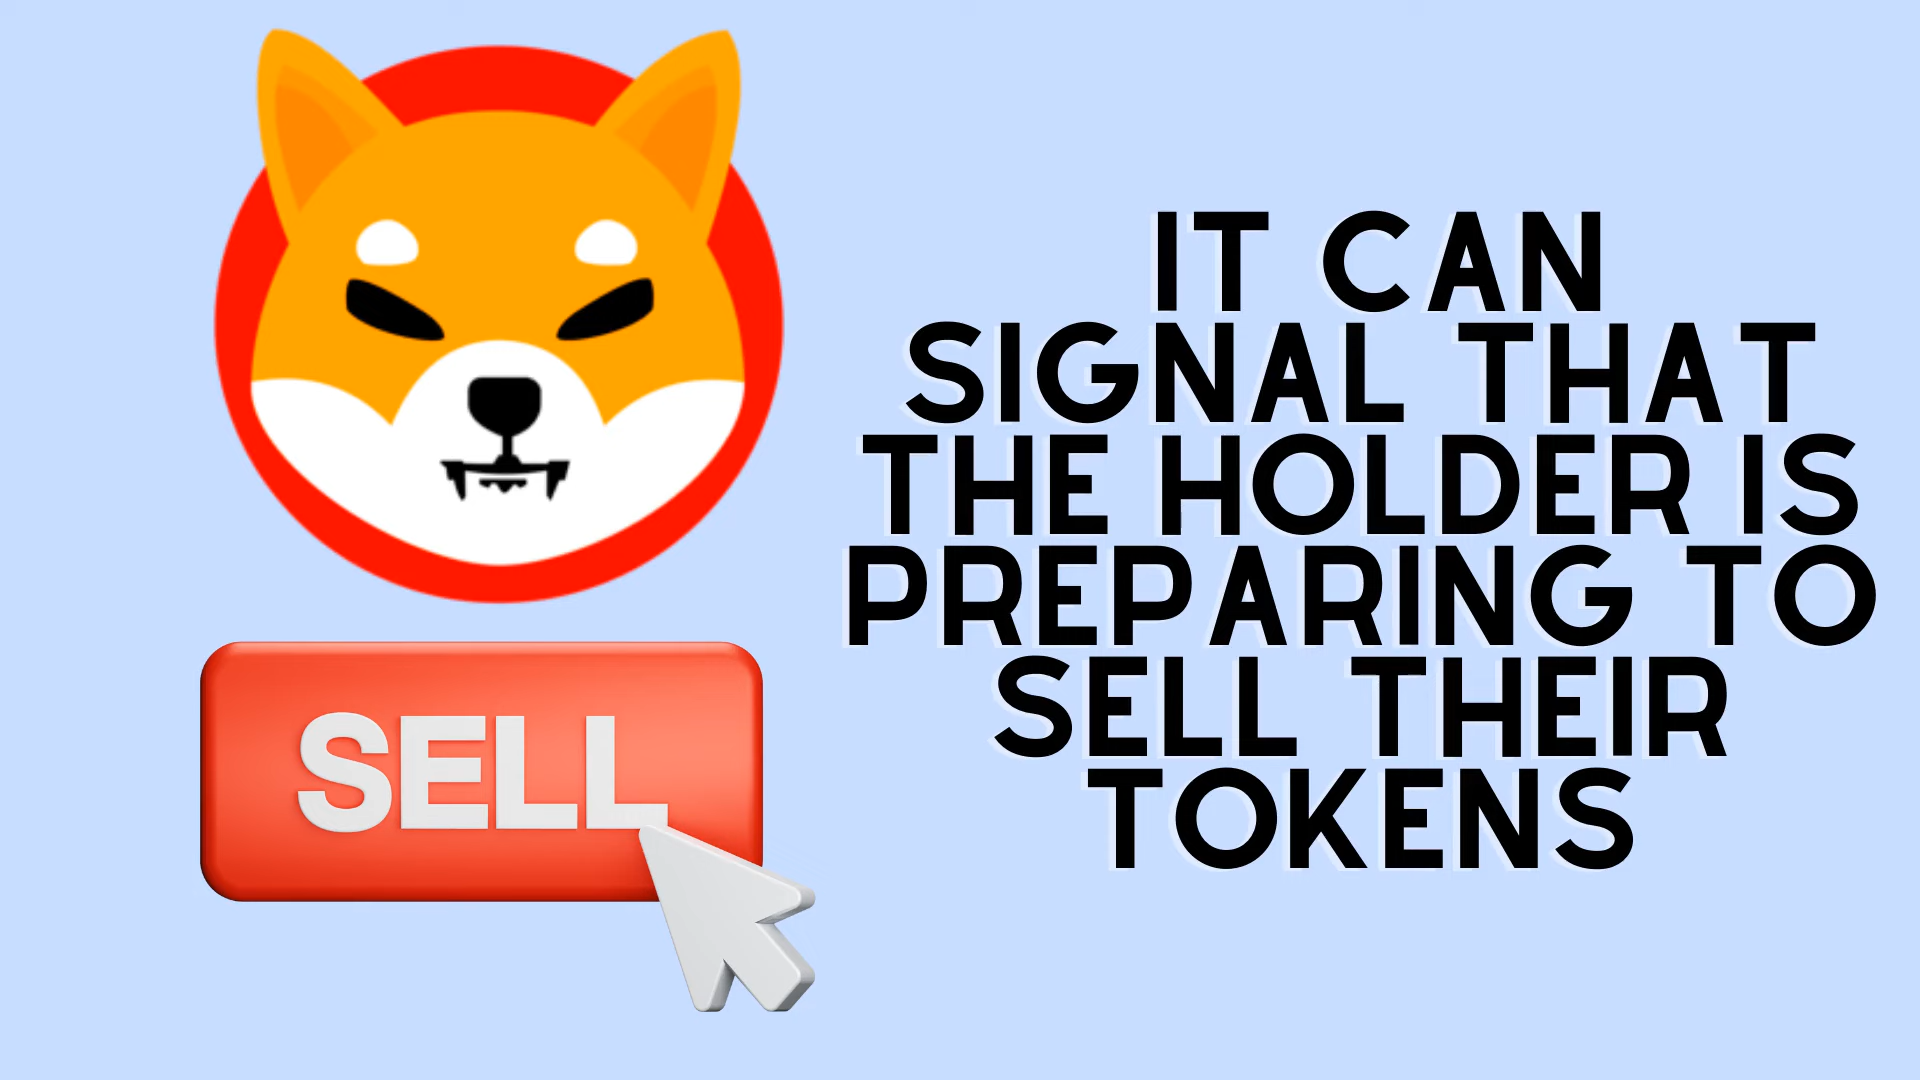 IT CAN
SIGNAL THAT
THE HOLDER IS
PREPARING TO
SELL THEIR
TOKENS
SELL